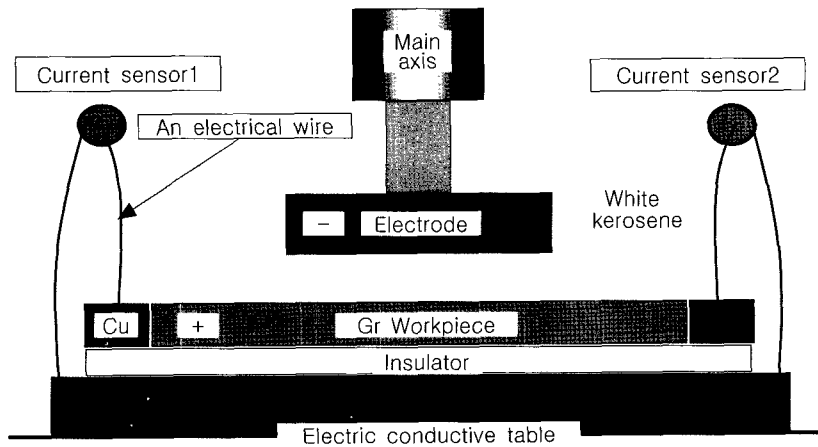 Main
axis
Current sensor1
Current sensor2
An electrical wire
White
kerosene
− Electrode
Cu + Gr Workpiece
Insulator
Electric conductive table